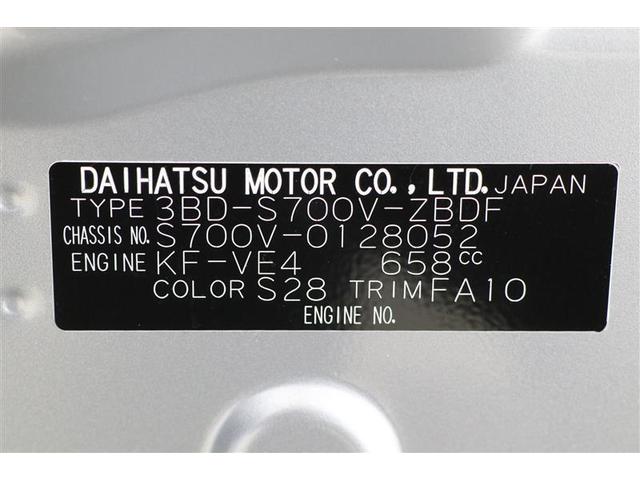 DAIHATSU MOTOR CO., LTD. JAPAN
TYPE 3BD-S700V-ZBDF
CHASSIS NO. S700V-0128052
ENGINE KF-VE4 658CC
COLOR S28 TRIM FA10
ENGINE NO.